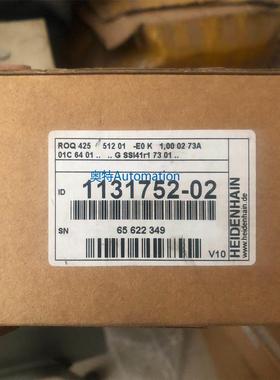 ROQ 425 512 01 -E0 K 1,00 02 73A
01C 64 01 .. .. G SSI41r1 73 01 ..
奥特Automation
ID 1131752-02
SN 65 622 349
V10
HEIDENHAIN
www.heidenhain.de